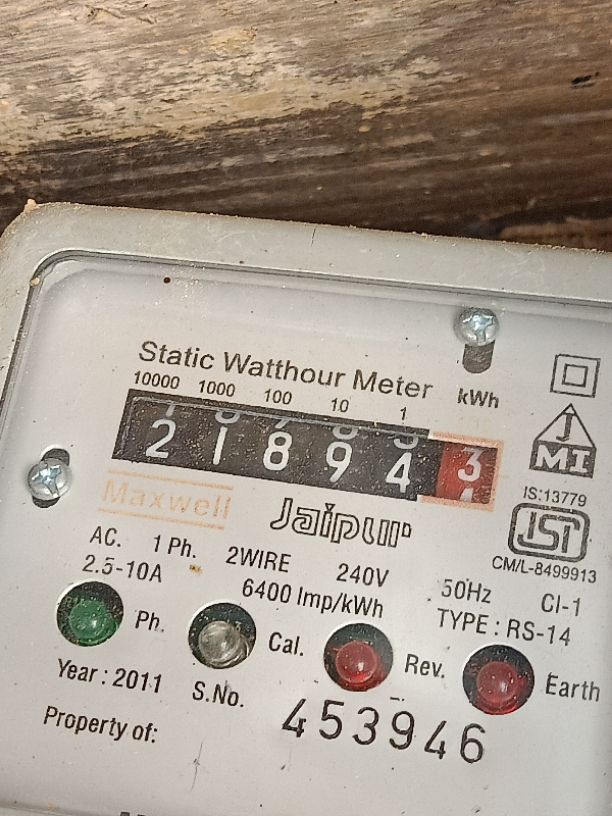 Static Watthour Meter
10000 1000 100 10 1 kWh
2 1 8 9 4 3
J
MI
Maxwell Jaipur
IS:13779
ISI
CM/L-8499913
AC. 1 Ph. 2WIRE 240V 50Hz Cl-1
2.5-10A 6400 Imp/kWh TYPE : RS-14
Ph. Cal. Rev. Earth
Year : 2011 S.No. 453946
Property of: